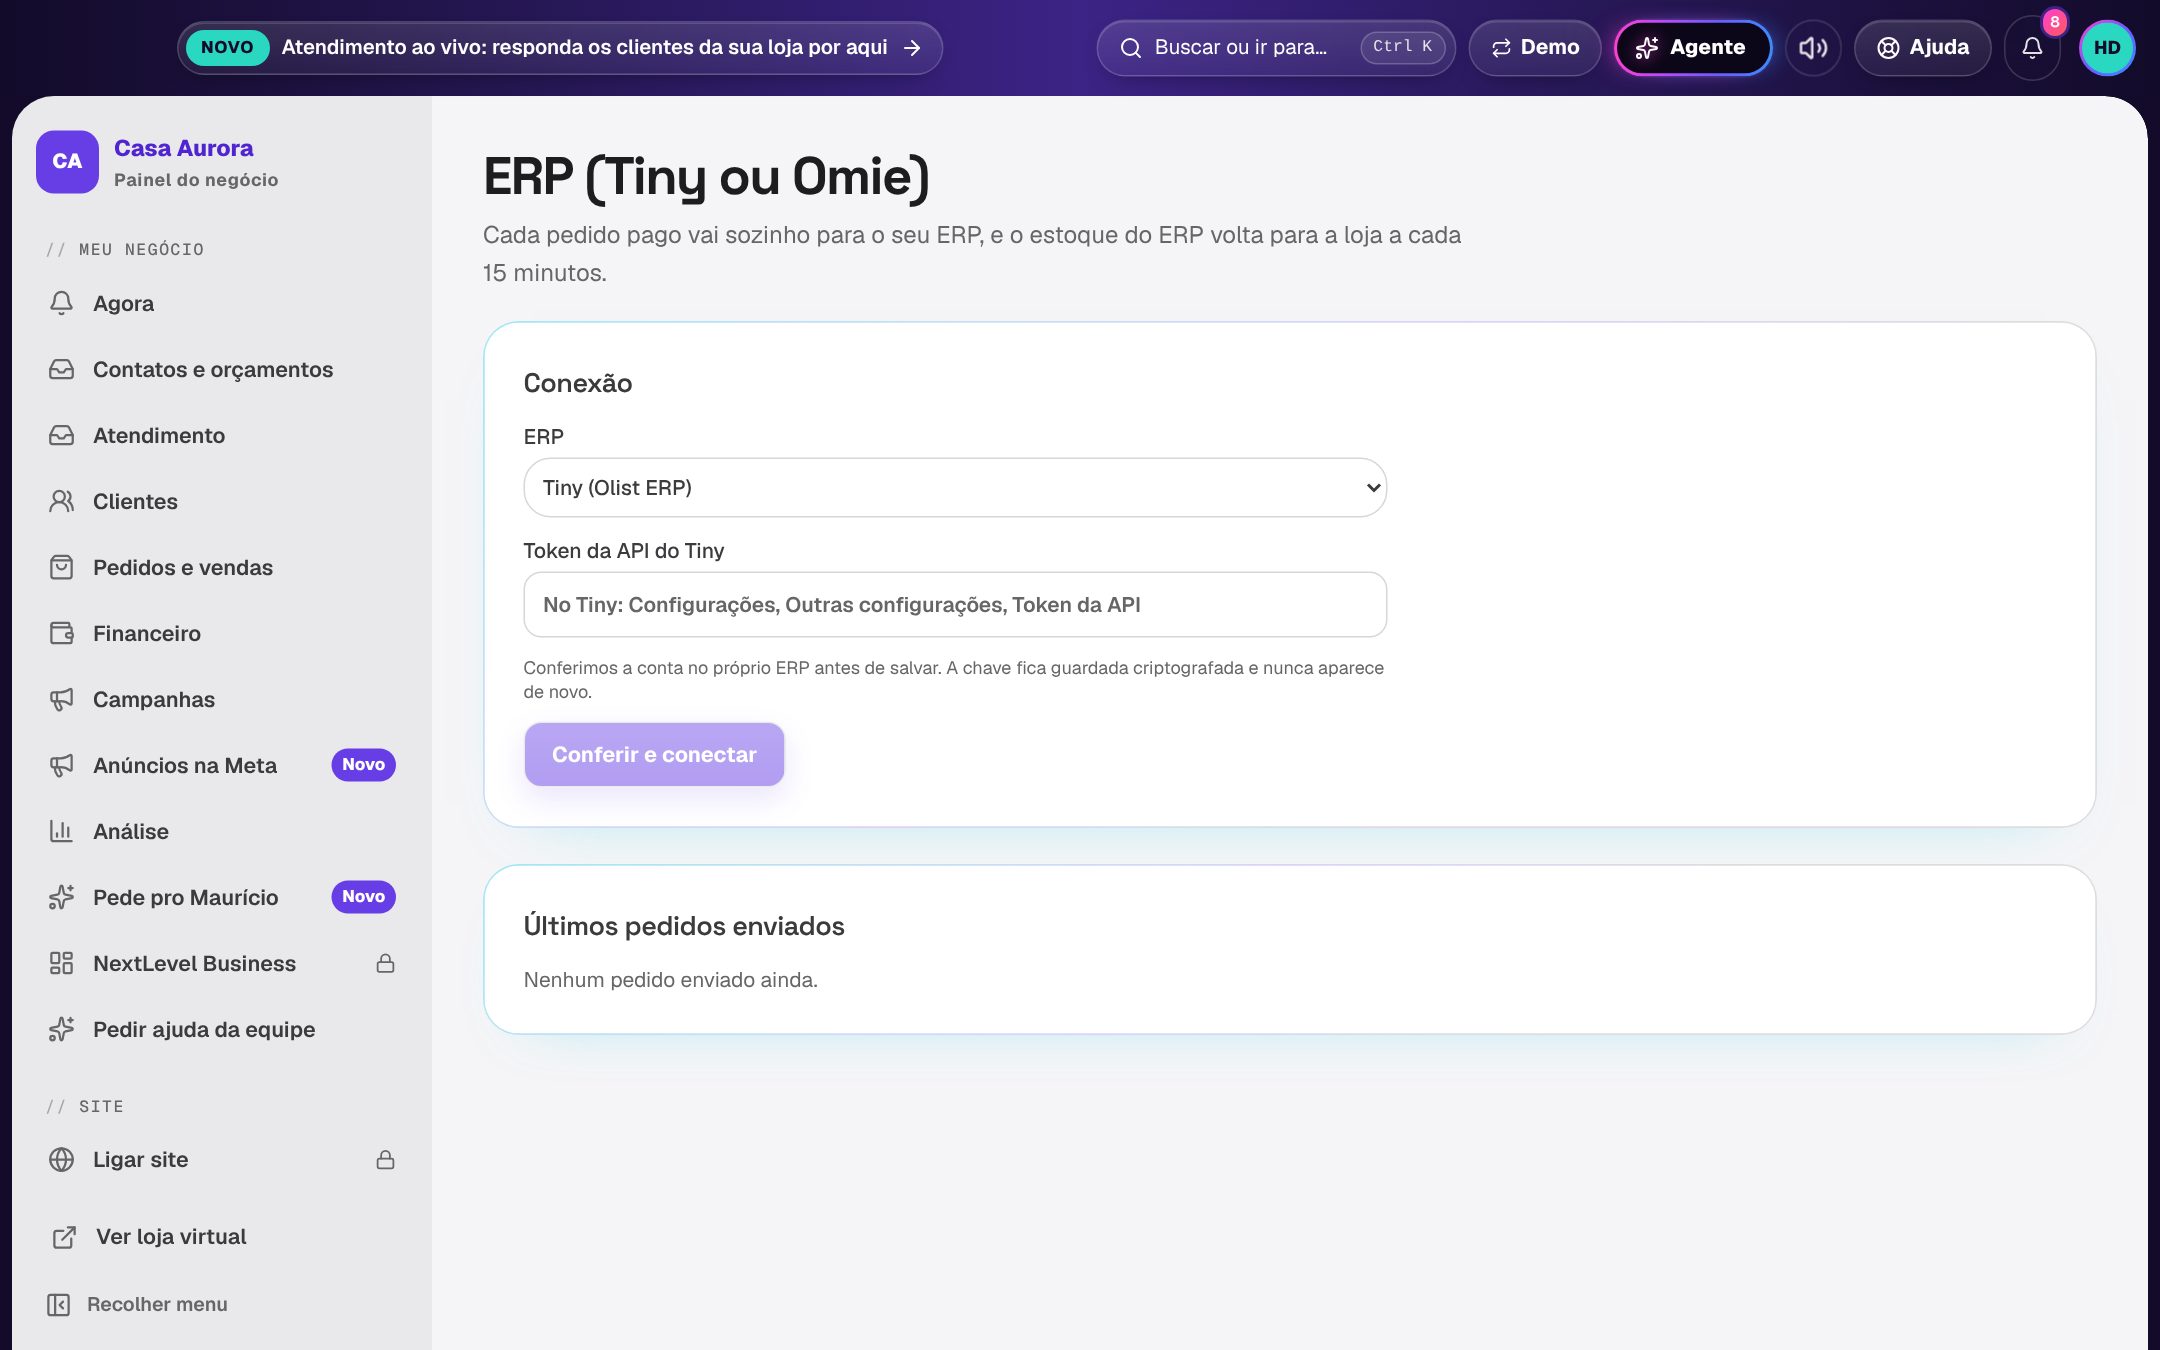 NOVO Atendimento ao vivo: responda os clientes da sua loja por aqui →
Buscar ou ir para... Ctrl K
Demo
Agente
Ajuda
8
HD
CA
Casa Aurora
Painel do negócio
// MEU NEGÓCIO
Agora
Contatos e orçamentos
Atendimento
Clientes
Pedidos e vendas
Financeiro
Campanhas
Anúncios na Meta Novo
Análise
Pede pro Maurício Novo
NextLevel Business
Pedir ajuda da equipe
// SITE
Ligar site
Ver loja virtual
Recolher menu
ERP (Tiny ou Omie)
Cada pedido pago vai sozinho para o seu ERP, e o estoque do ERP volta para a loja a cada
15 minutos.
Conexão
ERP
Tiny (Olist ERP)
Token da API do Tiny
No Tiny: Configurações, Outras configurações, Token da API
Conferimos a conta no próprio ERP antes de salvar. A chave fica guardada criptografada e nunca aparece
de novo.
Conferir e conectar
Últimos pedidos enviados
Nenhum pedido enviado ainda.